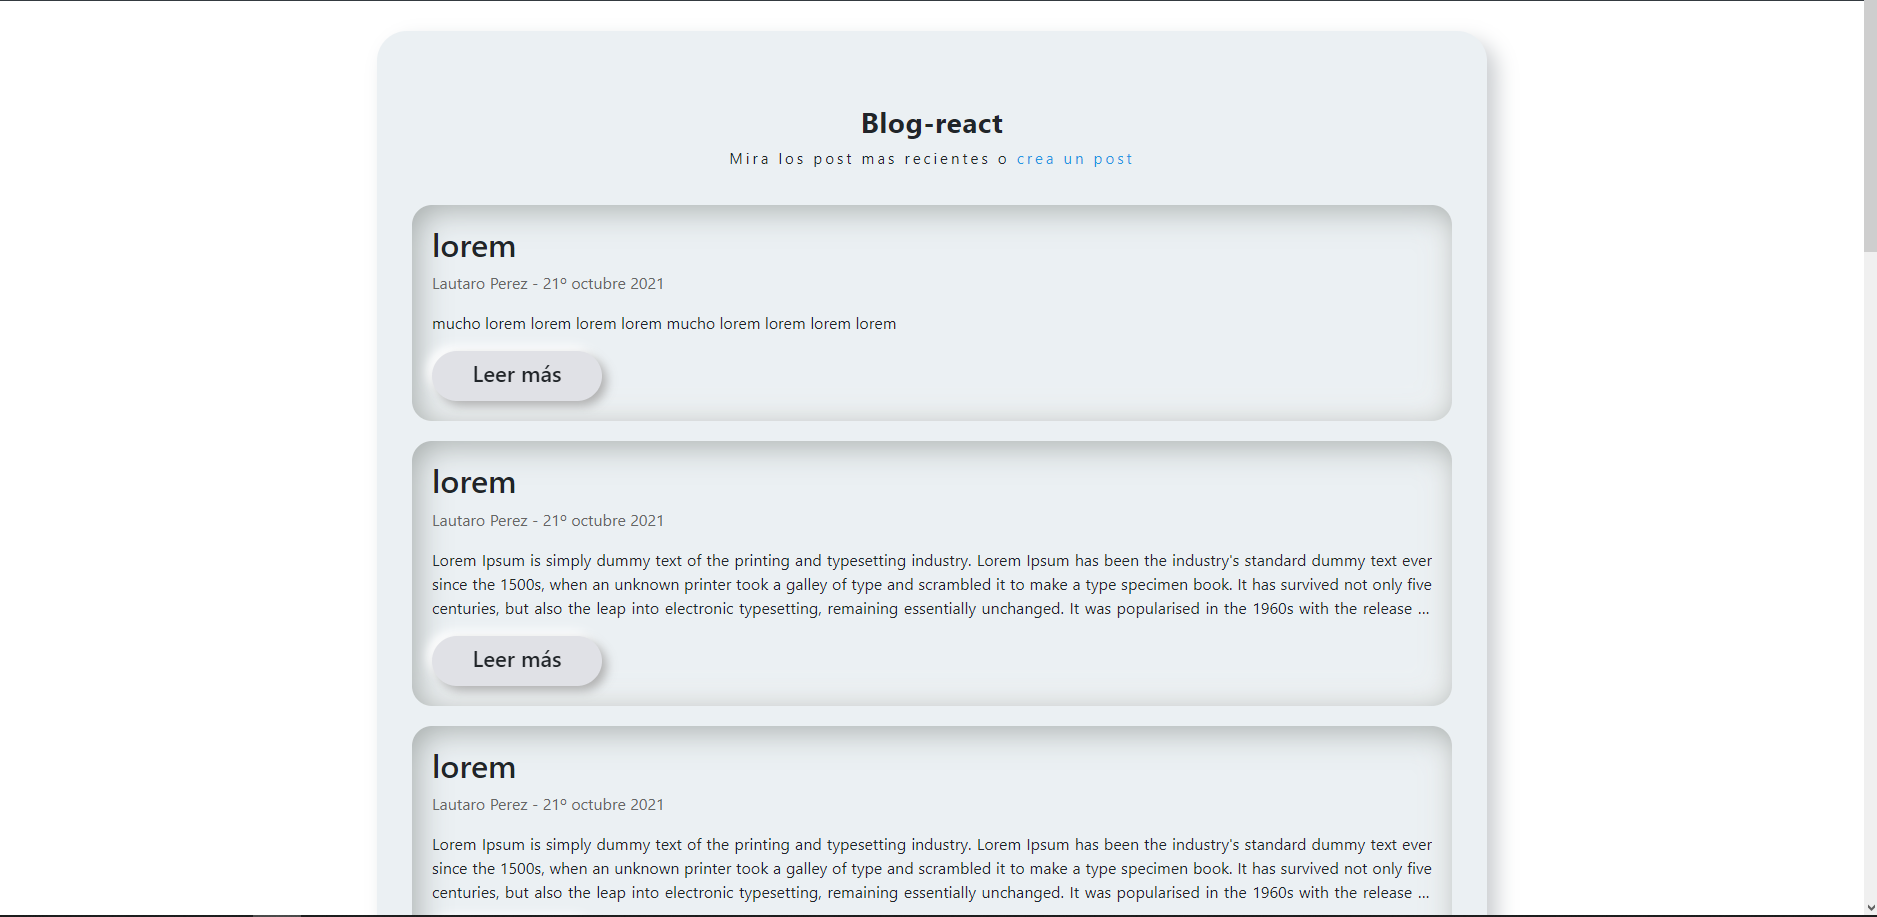 Blog-react
Mira los post mas recientes o crea un post
lorem
Lautaro Perez - 21º octubre 2021
mucho lorem lorem lorem lorem mucho lorem lorem lorem lorem
Leer más
lorem
Lautaro Perez - 21º octubre 2021
Lorem Ipsum is simply dummy text of the printing and typesetting industry. Lorem Ipsum has been the industry's standard dummy text ever
since the 1500s, when an unknown printer took a galley of type and scrambled it to make a type specimen book. It has survived not only five
centuries, but also the leap into electronic typesetting, remaining essentially unchanged. It was popularised in the 1960s with the release ...
Leer más
lorem
Lautaro Perez - 21º octubre 2021
Lorem Ipsum is simply dummy text of the printing and typesetting industry. Lorem Ipsum has been the industry's standard dummy text ever
since the 1500s, when an unknown printer took a galley of type and scrambled it to make a type specimen book. It has survived not only five
centuries, but also the leap into electronic typesetting, remaining essentially unchanged. It was popularised in the 1960s with the release ...